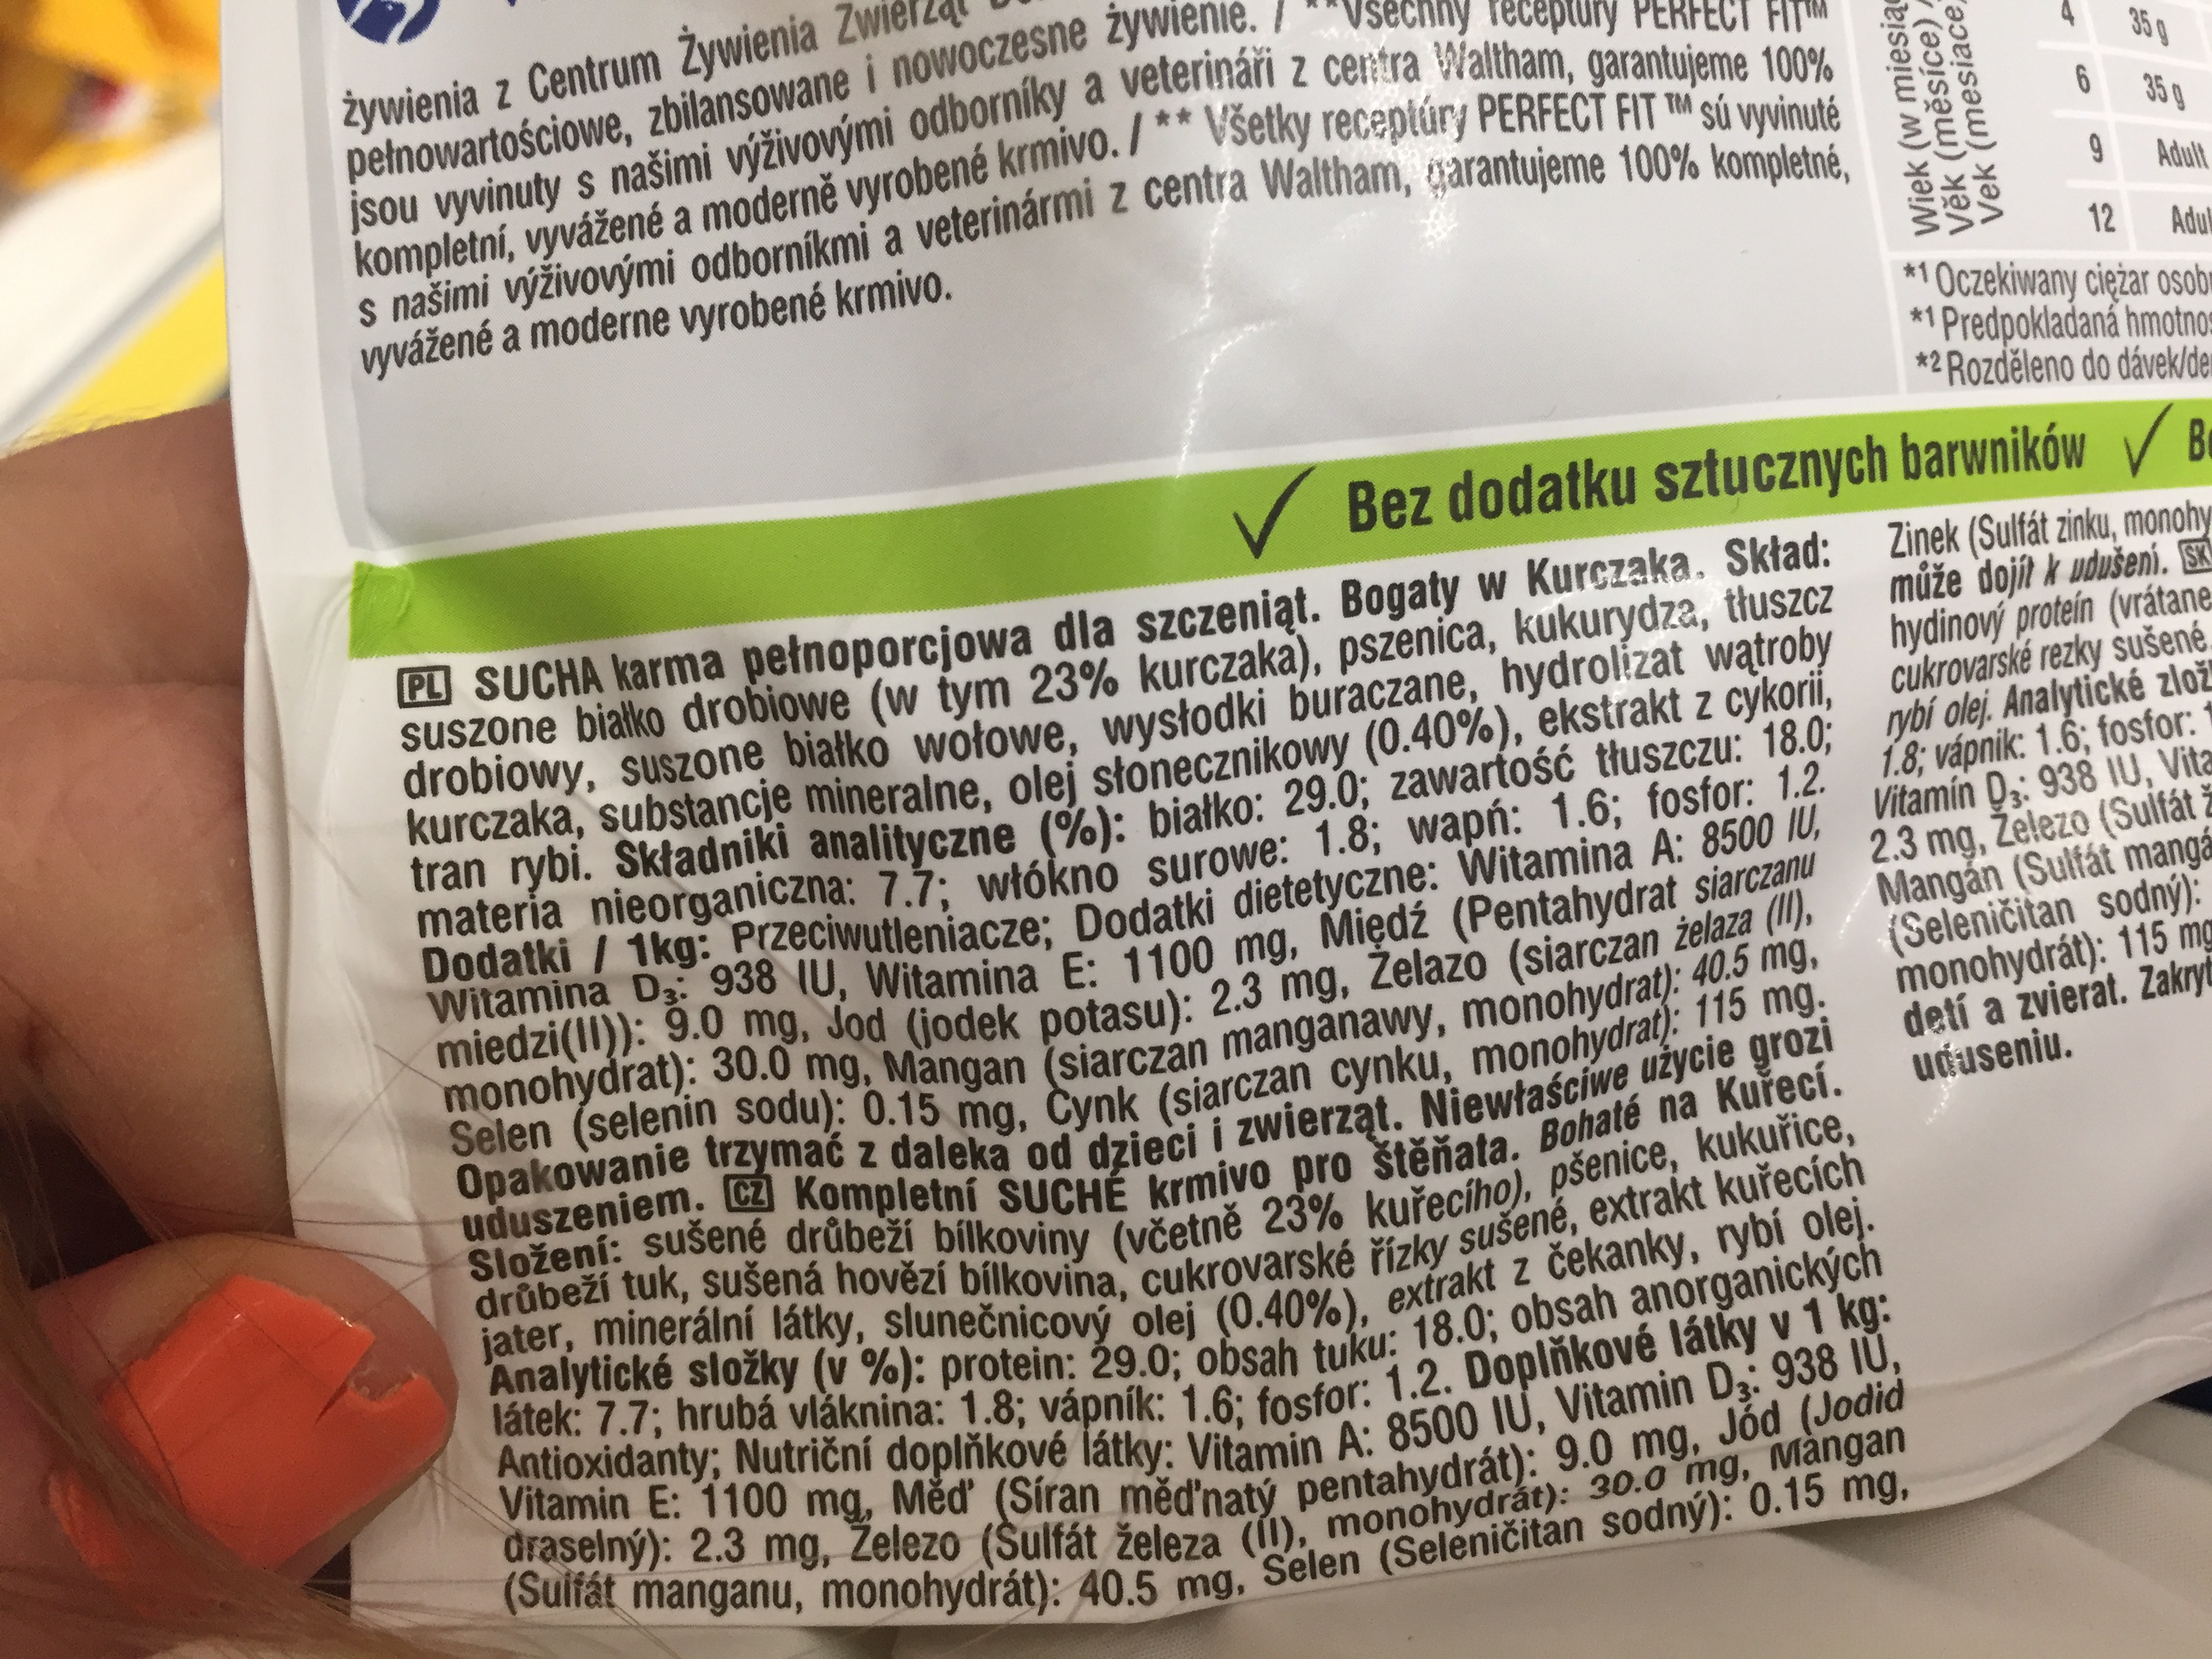 żywienia z Centrum Żywienia Zwierząt
pełnowartościowe, zbilansowane i nowoczesne żywienie. / **Všechny receptury PERFECT FIT™
jsou vyvinuty s našimi výživovými odborníky a veterináři z centra Waltham, garantujeme 100%
kompletní, vyvážené a moderně vyrobené krmivo. / ** Všetky receptúry PERFECT FIT ™ sú vyvinuté
s našimi výživovými odborníkmi a veterinármi z centra Waltham, garantujeme 100% kompletné,
vyvážené a moderne vyrobené krmivo.
Wiek (w
Věk (měsíce)
Vek (mesiace)
4 35 g
6 35 g
9 Adult
12
*1 Oczekiwany ciężar
*1 Predpokladaná
*2 Rozděleno do
✓ Bez dodatku sztucznych barwników ✓
PL SUCHA karma pełnoporcjowa dla szczeniąt. Bogaty w Kurczaka. Skład:
suszone białko drobiowe (w tym 23% kurczaka), pszenica, kukurydza, tłuszcz
drobiowy, suszone białko wołowe, wysłodki buraczane, hydrolizat wątroby
kurczaka, substancje mineralne, olej słonecznikowy (0.40%), ekstrakt z cykorii,
tran rybi. Składniki analityczne (%): białko: 29.0; zawartość tłuszczu: 18.0;
materia nieorganiczna: 7.7; włókno surowe: 1.8; wapń: 1.6; fosfor: 1.2.
Dodatki / 1kg: Przeciwutleniacze; Dodatki dietetyczne: Witamina A: 8500 IU,
Witamina D₃: 938 IU, Witamina E: 1100 mg, Miedź (Pentahydrat siarczanu
miedzi(II)): 9.0 mg, Jod (jodek potasu): 2.3 mg, Żelazo (siarczan żelaza (II),
monohydrat): 30.0 mg, Mangan (siarczan manganawy, monohydrat): 40.5 mg,
Selen (selenin sodu): 0.15 mg, Cynk (siarczan cynku, monohydrat): 115 mg.
Opakowanie trzymać z daleka od dzieci i zwierząt. Niewłaściwe użycie grozi
uduszeniem. CZ Kompletní SUCHÉ krmivo pro štěňata. Bohaté na Kuřecí.
Složení: sušené drůbeží bílkoviny (včetně 23% kuřecího), pšenice, kukuřice,
drůbeží tuk, sušená hovězí bílkovina, cukrovarské řízky sušené, extrakt kuřecích
jater, minerální látky, slunečnicový olej (0.40%), extrakt z čekanky, rybí olej.
Analytické složky (v %): protein: 29.0; obsah tuku: 18.0; obsah anorganických
látek: 7.7; hrubá vláknina: 1.8; vápník: 1.6; fosfor: 1.2. Doplňkové látky v 1 kg:
Antioxidanty; Nutriční doplňkové látky: Vitamin A: 8500 IU, Vitamin D₃: 938 IU,
Vitamin E: 1100 mg, Měď (Síran měďnatý pentahydrát): 9.0 mg, Jód (Jodid
draselný): 2.3 mg, Železo (Sulfát železa (II), monohydrát): 30.0 mg, Mangan
(Sulfát manganu, monohydrát): 40.5 mg, Selen (Seleničitan sodný): 0.15 mg,
Zinek (Sulfát zinku,
může dojít k udušení. SK
hydinový proteín (vrátane
cukrovarské rezky sušené,
rybí olej. Analytické
1.8; vápnik: 1.6; fosfor:
Vitamín D₃: 938 IU,
2.3 mg, Železo (Sulfát
Mangán (Sulfát
(Seleničitan sodný):
monohydrát): 115 mg
detí a zvierat.
uduseniu.